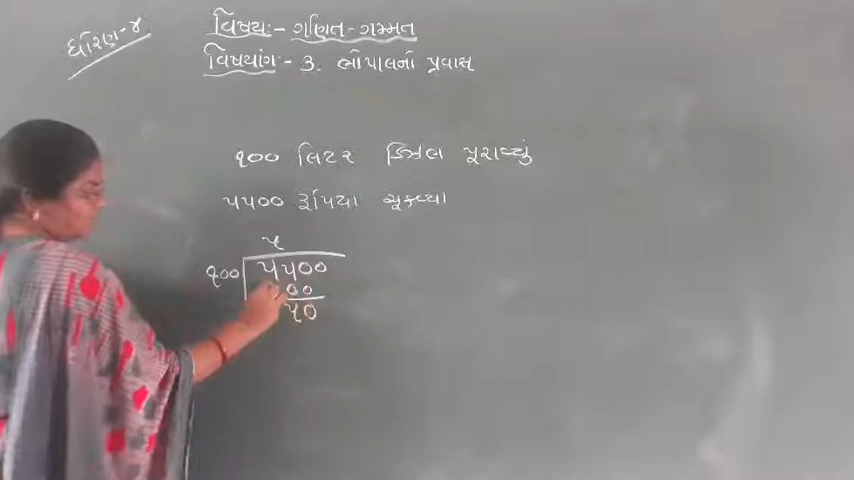 ધોરણ-૪
વિષય:- ગણિત-ગમ્મત
વિષયાંગ:- ૩. ભોપાલનો પ્રવાસ
૧૦૦ લિટર ડિઝલ પૂરાવ્યું
૫૫૦૦ રૂપિયા ચૂકવ્યા
૫
૧૦૦ ૫૫૦૦
૦૦
૫૦